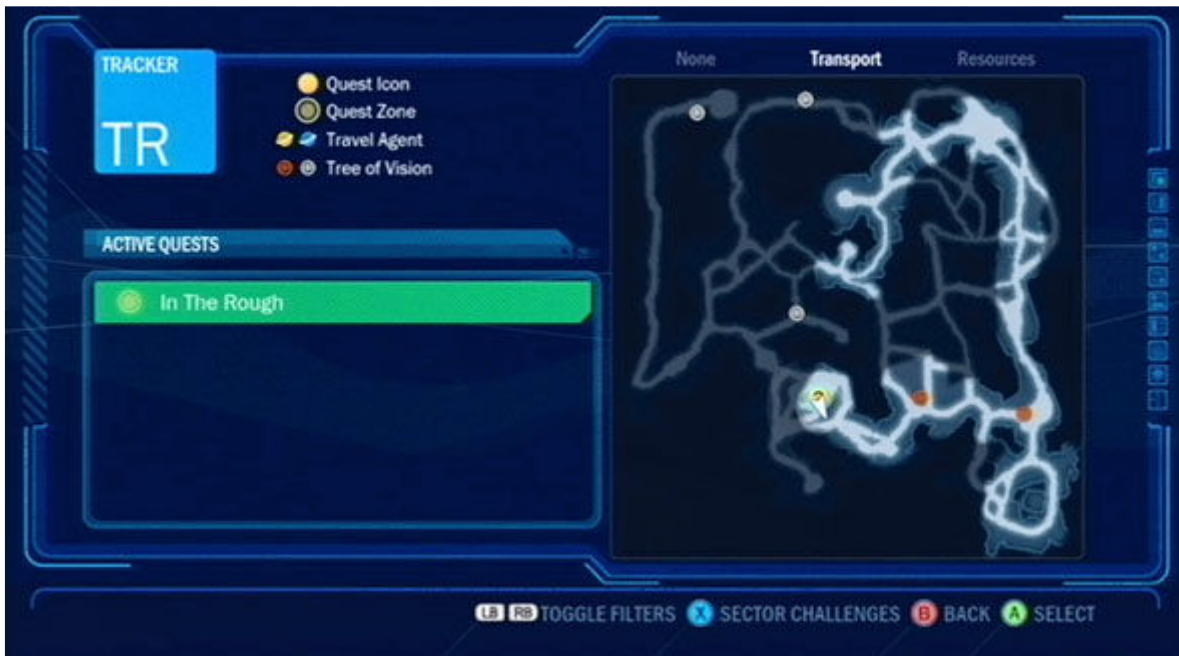 TRACKER
TR
Quest Icon
Quest Zone
Travel Agent
Tree of Vision
ACTIVE QUESTS
In The Rough
None Transport Resources
LB RB TOGGLE FILTERS X SECTOR CHALLENGES B BACK A SELECT